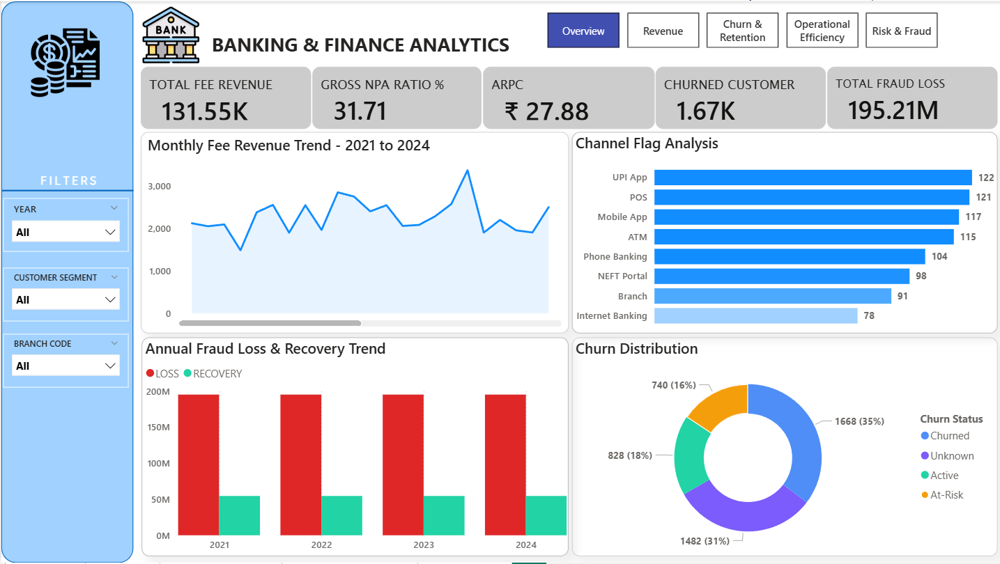 BANK
BANKING & FINANCE ANALYTICS
Overview
Revenue
Churn &
Retention
Operational
Efficiency
Risk & Fraud
FILTERS
YEAR
All
CUSTOMER SEGMENT
All
BRANCH CODE
All
TOTAL FEE REVENUE
131.55K
GROSS NPA RATIO %
31.71
ARPC
₹ 27.88
CHURNED CUSTOMER
1.67K
TOTAL FRAUD LOSS
195.21M
Monthly Fee Revenue Trend - 2021 to 2024
3,000
2,000
1,000
0
Channel Flag Analysis
UPI App 122
POS 121
Mobile App 117
ATM 115
Phone Banking 104
NEFT Portal 98
Branch 91
Internet Banking 78
Annual Fraud Loss & Recovery Trend
LOSS RECOVERY
200M
150M
100M
50M
0M
2021 2022 2023 2024
Churn Distribution
740 (16%)
1668 (35%)
828 (18%)
1482 (31%)
Churn Status
Churned
Unknown
Active
At-Risk